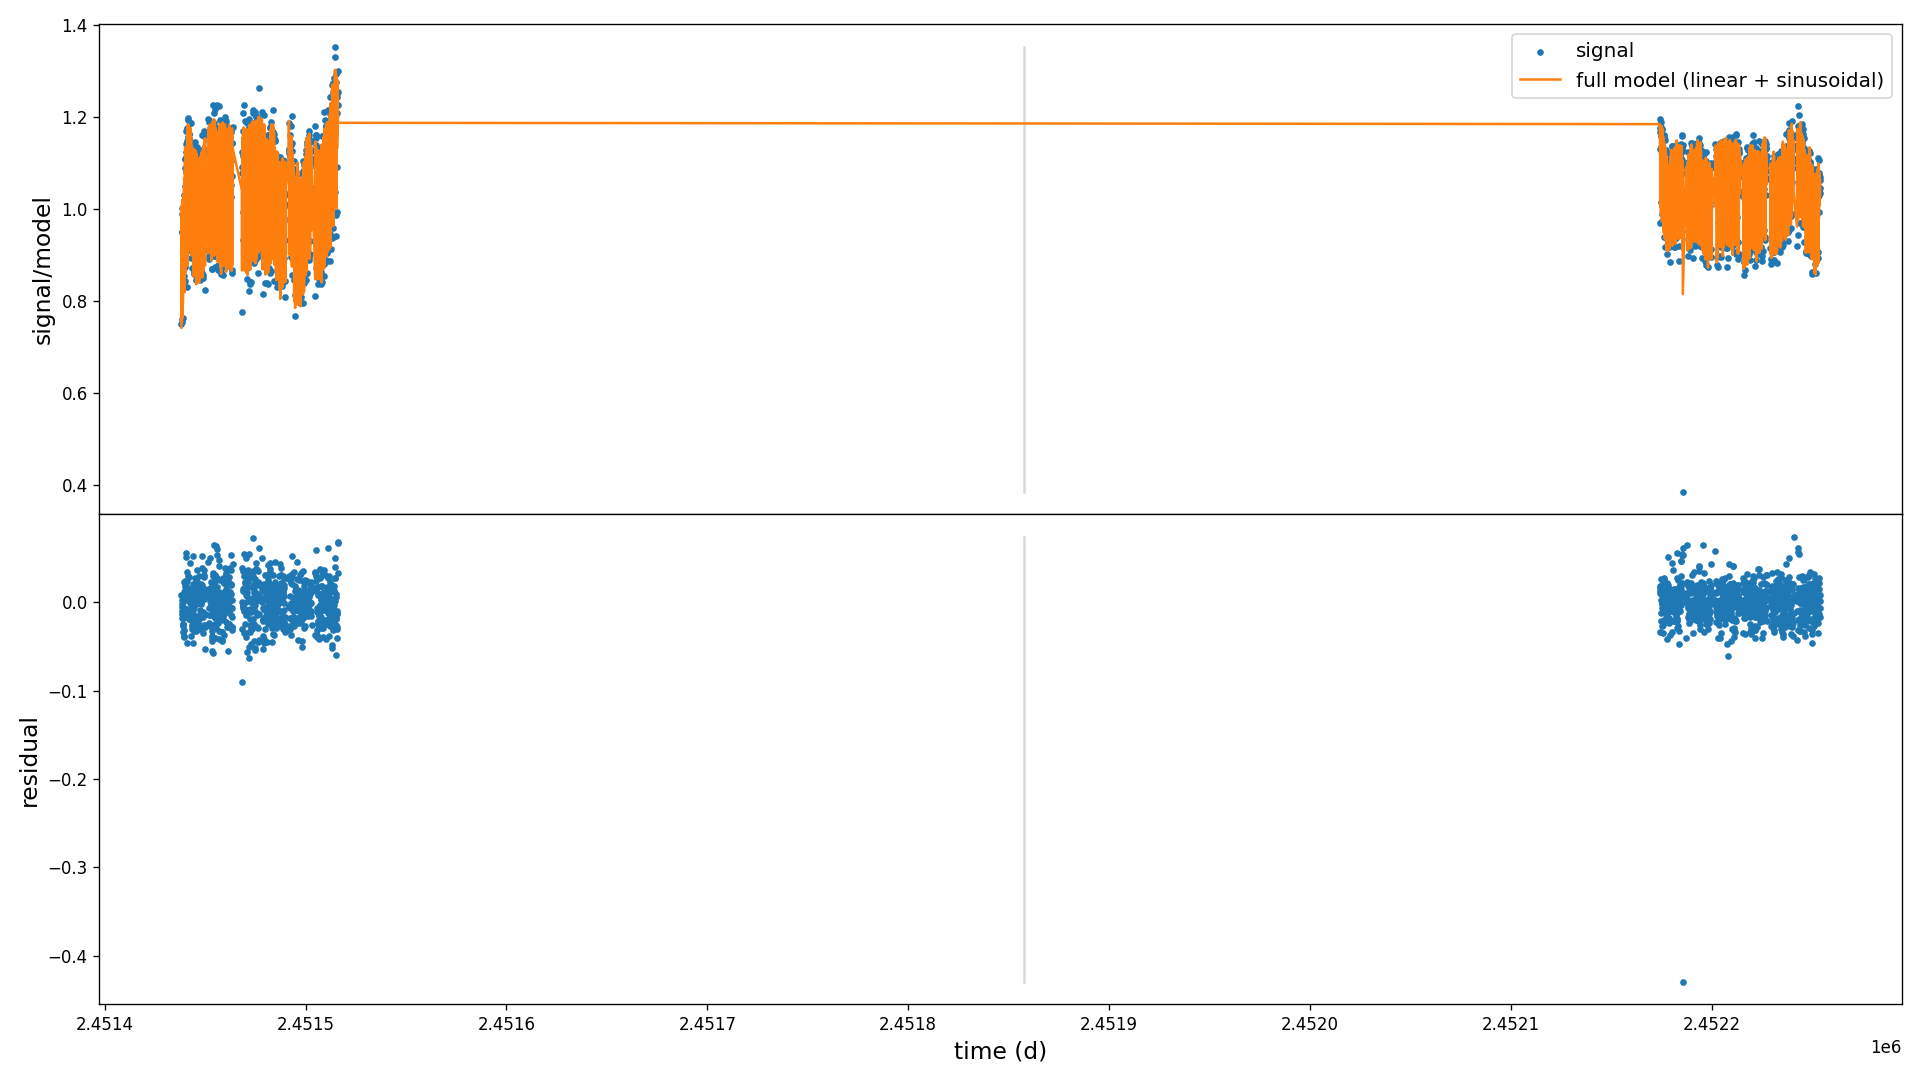 signal/model
1.4
1.2
1.0
0.8
0.6
0.4
signal
full model (linear + sinusoidal)
residual
0.0
−0.1
−0.2
−0.3
−0.4
2.4514 2.4515 2.4516 2.4517 2.4518 2.4519 2.4520 2.4521 2.4522
1e6
time (d)